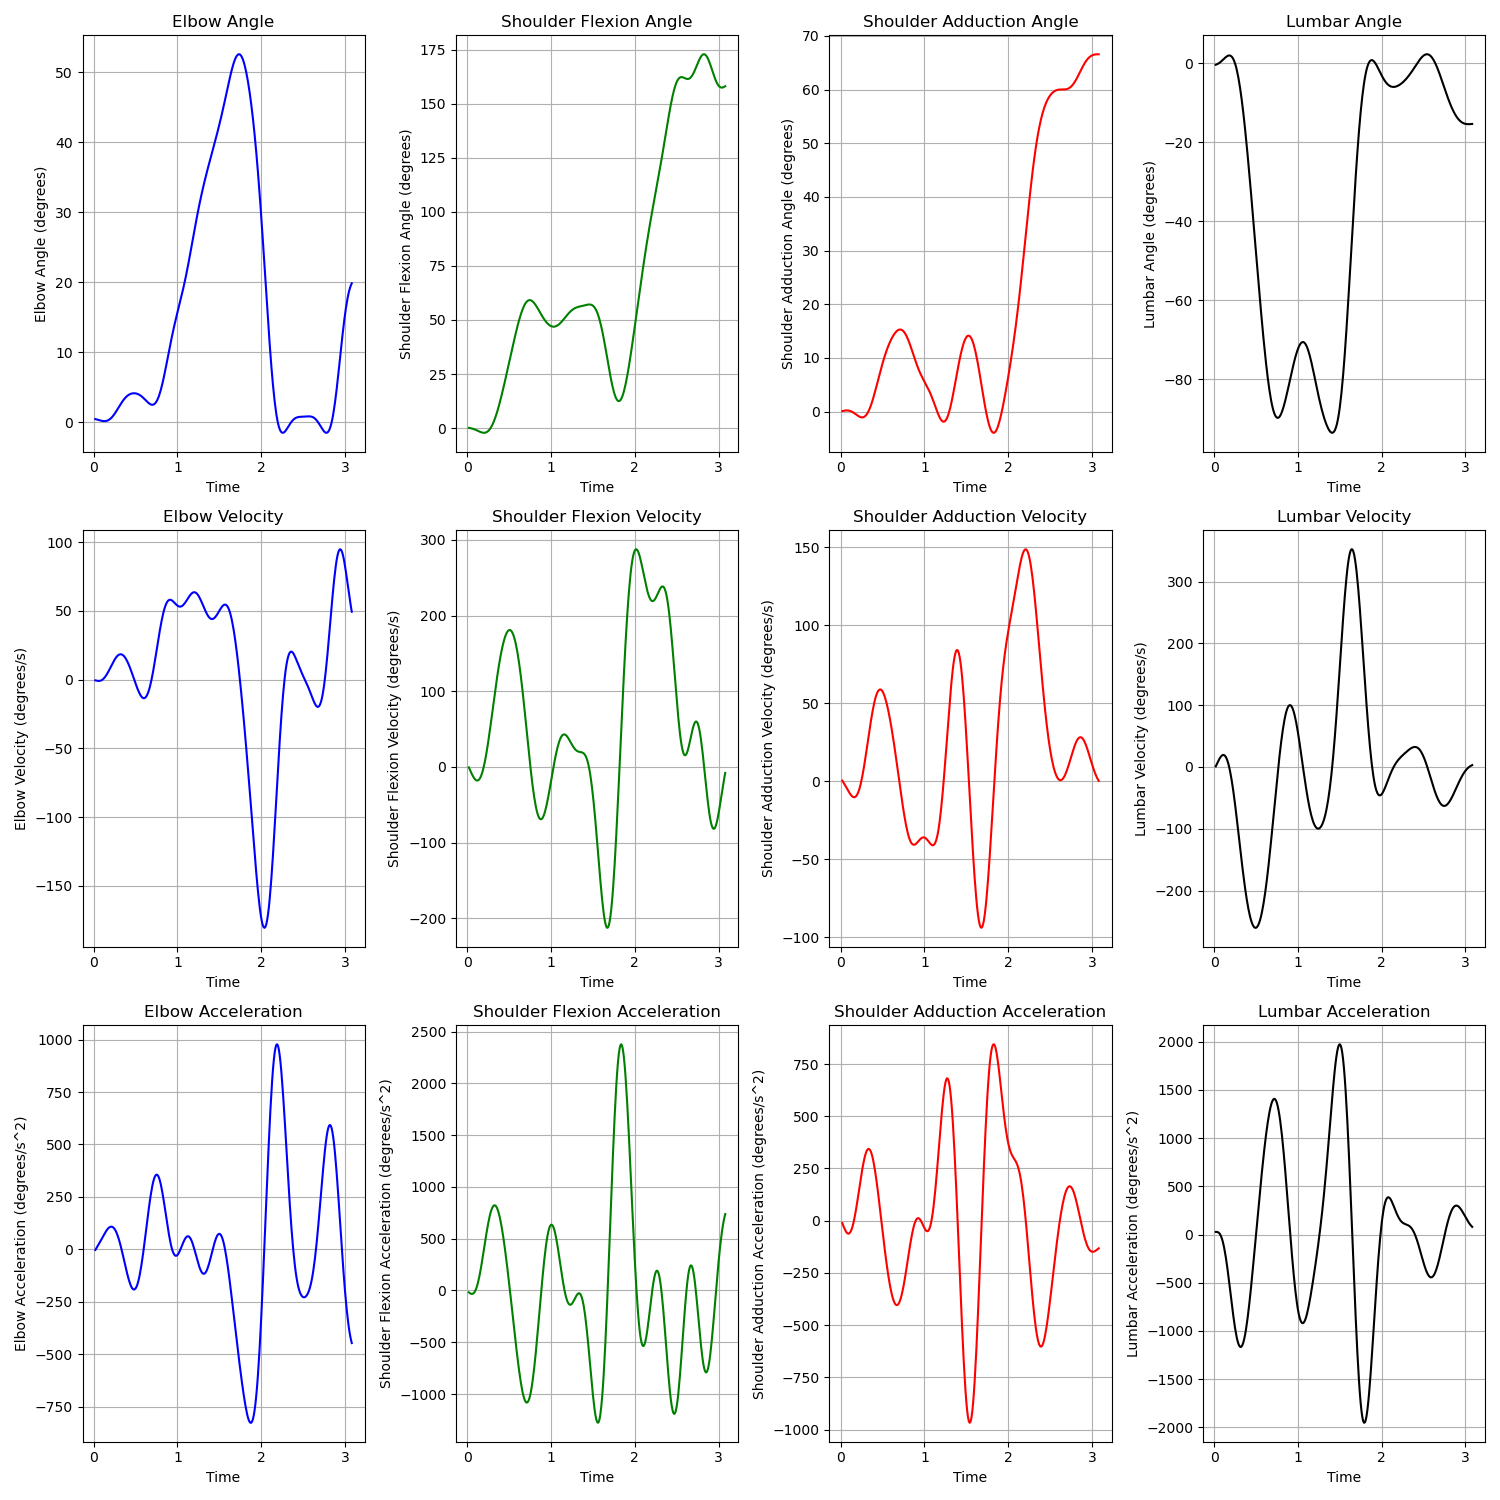 Elbow Angle
Elbow Angle (degrees)
50
40
30
20
10
0
0 1 2 3
Time
Shoulder Flexion Angle
Shoulder Flexion Angle (degrees)
175
150
125
100
75
50
25
0
0 1 2 3
Time
Shoulder Adduction Angle
Shoulder Adduction Angle (degrees)
70
60
50
40
30
20
10
0
0 1 2 3
Time
Lumbar Angle
Lumbar Angle (degrees)
0
−20
−40
−60
−80
0 1 2 3
Time
Elbow Velocity
Elbow Velocity (degrees/s)
100
50
0
−50
−100
−150
0 1 2 3
Time
Shoulder Flexion Velocity
Shoulder Flexion Velocity (degrees/s)
300
200
100
0
−100
−200
0 1 2 3
Time
Shoulder Adduction Velocity
Shoulder Adduction Velocity (degrees/s)
150
100
50
0
−50
−100
0 1 2 3
Time
Lumbar Velocity
Lumbar Velocity (degrees/s)
300
200
100
0
−100
−200
0 1 2 3
Time
Elbow Acceleration
Elbow Acceleration (degrees/s^2)
1000
750
500
250
0
−250
−500
−750
0 1 2 3
Time
Shoulder Flexion Acceleration
Shoulder Flexion Acceleration (degrees/s^2)
2500
2000
1500
1000
500
0
−500
−1000
0 1 2 3
Time
Shoulder Adduction Acceleration
Shoulder Adduction Acceleration (degrees/s^2)
750
500
250
0
−250
−500
−750
−1000
0 1 2 3
Time
Lumbar Acceleration
Lumbar Acceleration (degrees/s^2)
2000
1500
1000
500
0
−500
−1000
−1500
−2000
0 1 2 3
Time